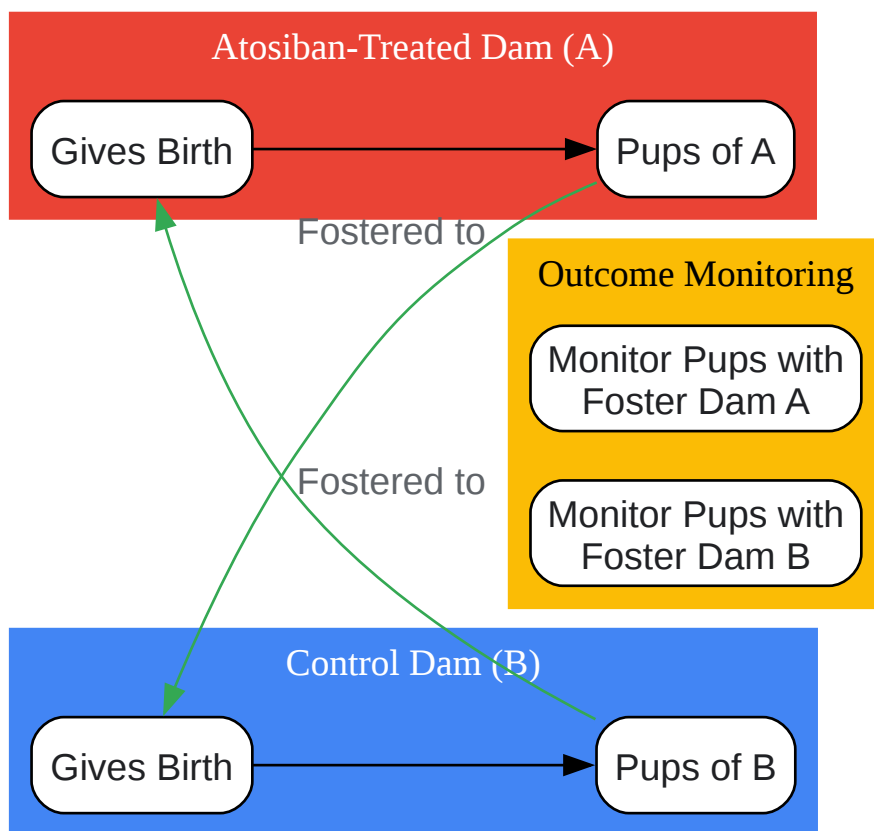 Atosiban-Treated Dam (A)
Gives Birth
Pups of A
Fostered to
Outcome Monitoring
Monitor Pups with
Foster Dam A
Fostered to
Monitor Pups with
Foster Dam B
Control Dam (B)
Gives Birth
Pups of B